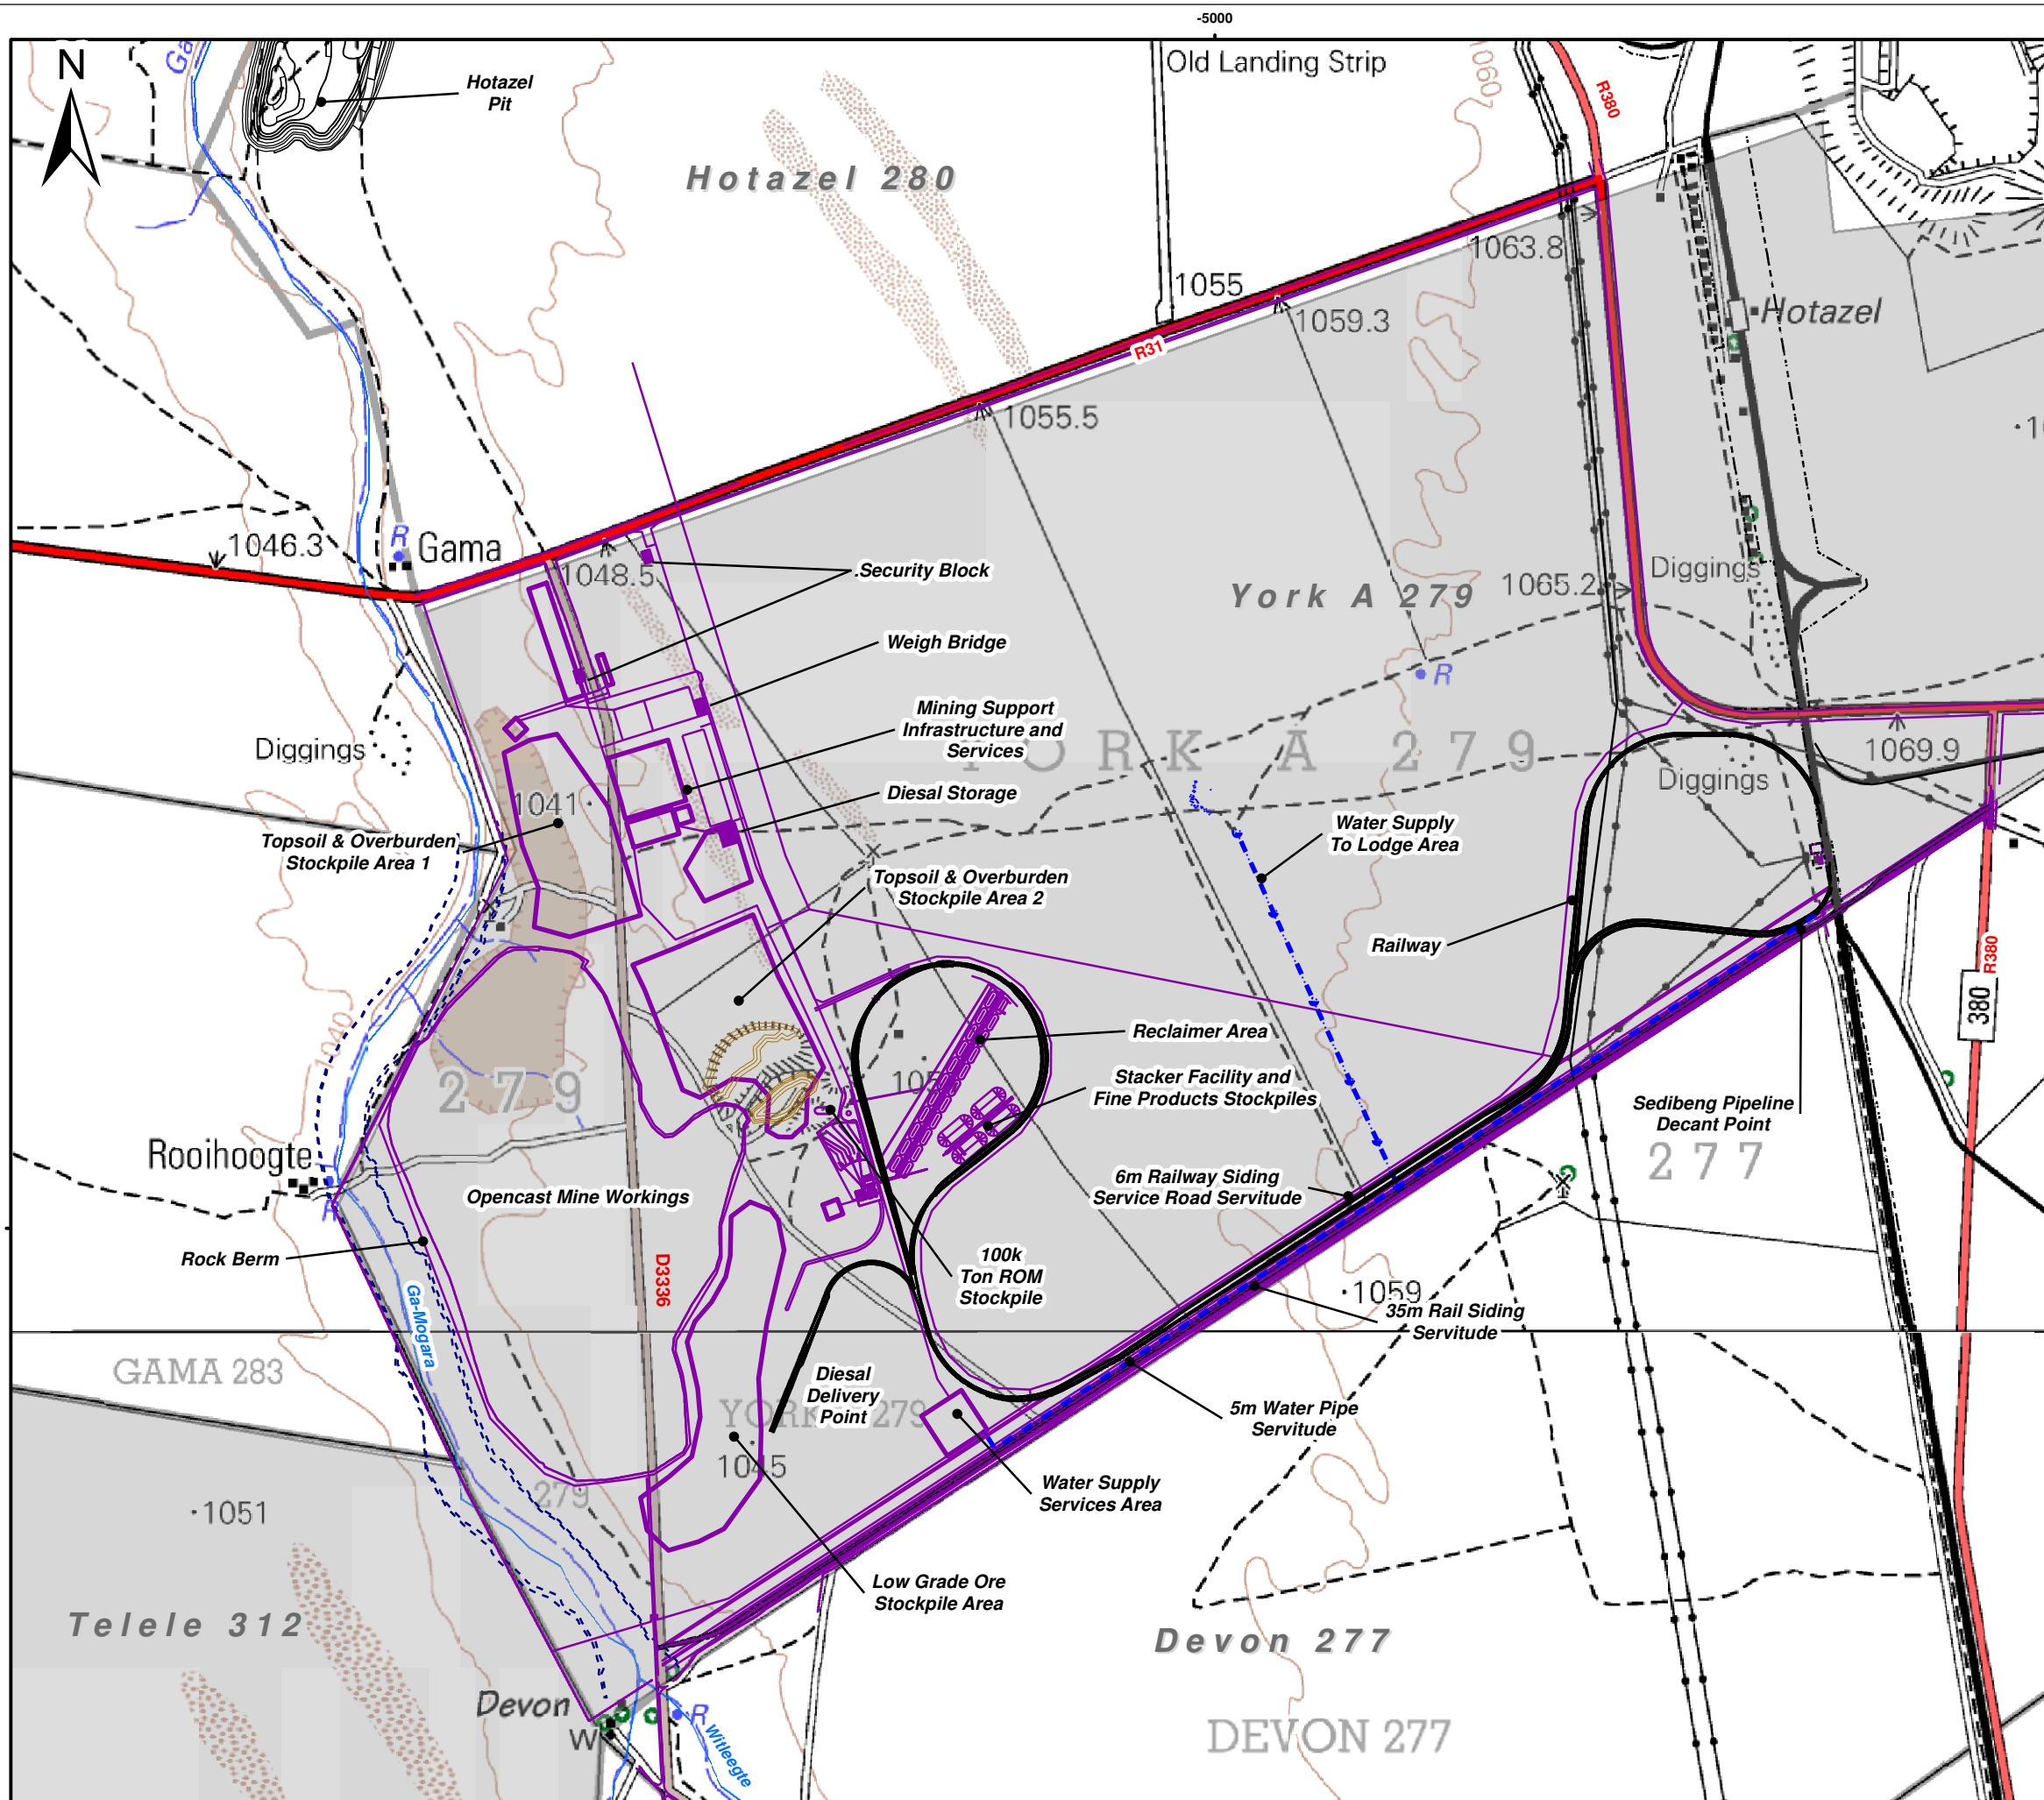 -5000
N
Ga
Hotazel
Pit
Old Landing Strip
1060
R380
Hotazel 280
1063.8
1055
1059.3
Hotazel
R31
1055.5
1046.3
R
Gama
1048.5
Security Block
York A 279
1065.2
Diggings
Weigh Bridge
R
Mining Support
Infrastructure and
Services
Diggings
YORK A 279
1069.9
Diggings
Diesal Storage
1041
Topsoil & Overburden
Stockpile Area 1
Water Supply
To Lodge Area
Topsoil & Overburden
Stockpile Area 2
Railway
R380
380
1040
Reclaimer Area
279
Stacker Facility and
Fine Products Stockpiles
Sedibeng Pipeline
Decant Point
277
Rooihoogte
R
Opencast Mine Workings
6m Railway Siding
Service Road Servitude
Rock Berm
D3336
100k
Ton ROM
Stockpile
1059
35m Rail Siding
Servitude
Ga-Mogara
GAMA 283
Diesal
Delivery
Point
YORK 279
5m Water Pipe
Servitude
1045
279
Water Supply
Services Area
1051
Low Grade Ore
Stockpile Area
Telele 312
Devon 277
Devon
W
R
Witleegte
DEVON 277